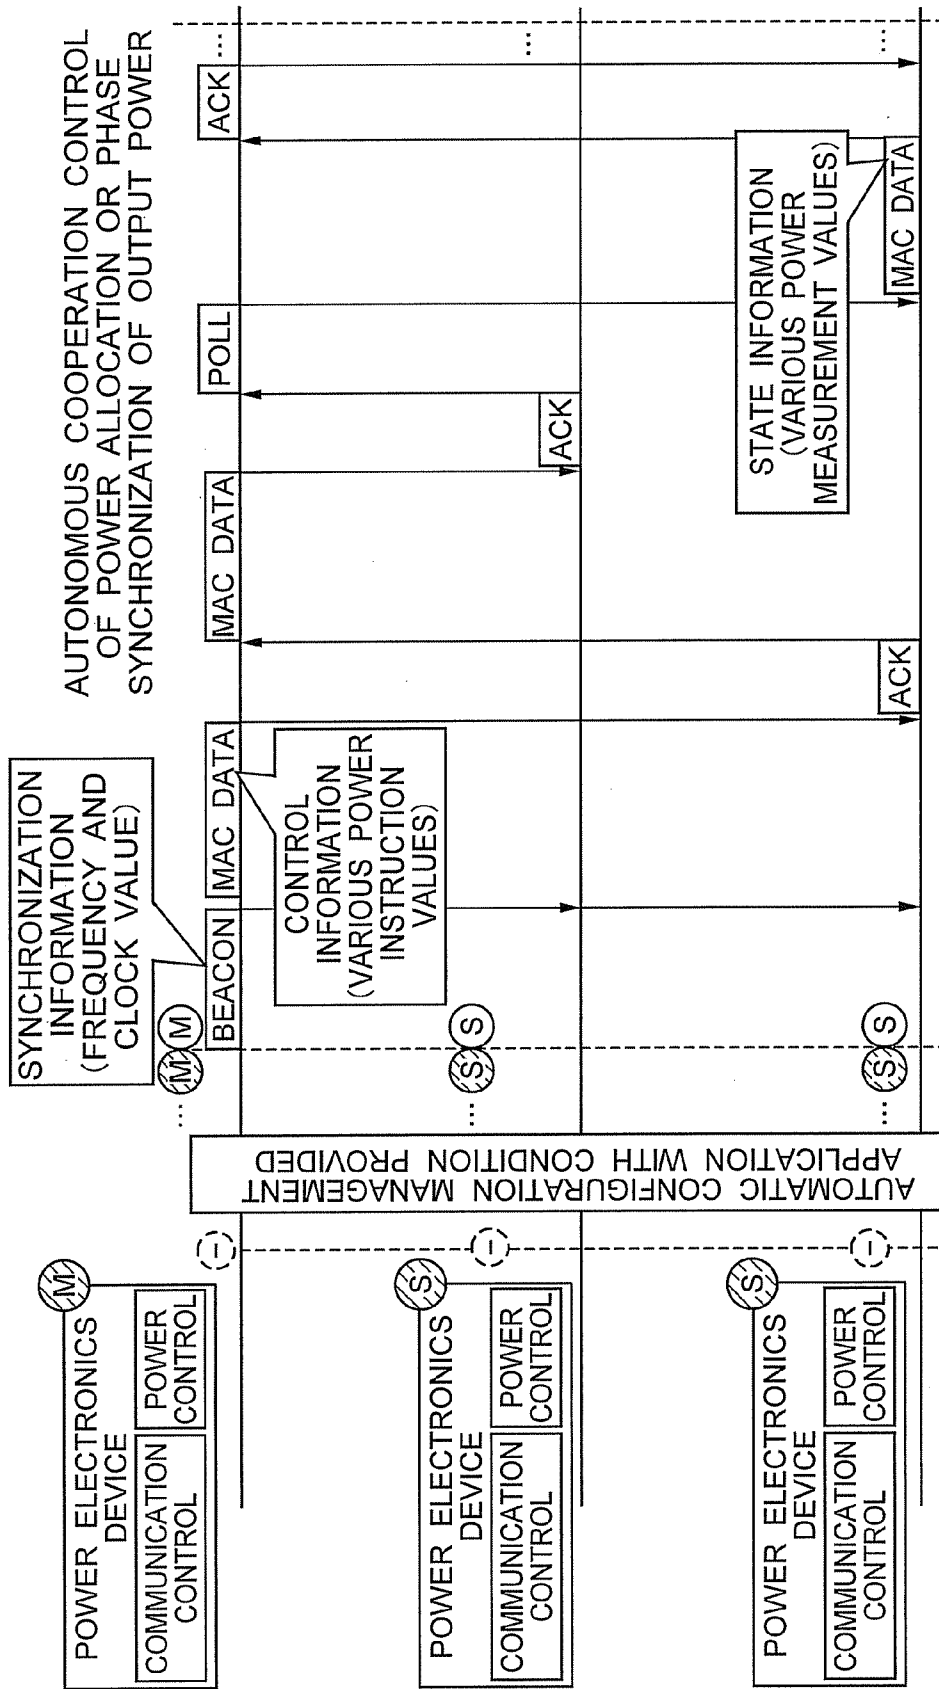 POWER ELECTRONICS
DEVICE
COMMUNICATION
CONTROL
POWER
CONTROL
M
POWER ELECTRONICS
DEVICE
COMMUNICATION
CONTROL
POWER
CONTROL
S
POWER ELECTRONICS
DEVICE
COMMUNICATION
CONTROL
POWER
CONTROL
S
I
I
I
AUTOMATIC CONFIGURATION MANAGEMENT
APPLICATION WITH CONDITION PROVIDED
...
M
M
...
S
S
...
S
S
SYNCHRONIZATION
INFORMATION
(FREQUENCY AND
CLOCK VALUE)
BEACON
MAC DATA
CONTROL
INFORMATION
(VARIOUS POWER
INSTRUCTION
VALUES)
ACK
AUTONOMOUS COOPERATION CONTROL
OF POWER ALLOCATION OR PHASE
SYNCHRONIZATION OF OUTPUT POWER
MAC DATA
ACK
POLL
STATE INFORMATION
(VARIOUS POWER
MEASUREMENT VALUES)
MAC DATA
ACK
...
...
...